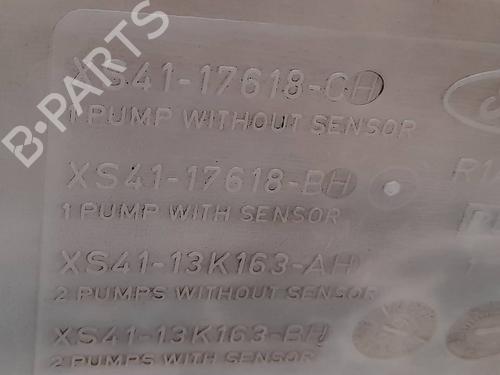 XS41-17618-CH
1 PUMP WITHOUT SENSOR
XS41-17618-BH
1 PUMP WITH SENSOR
XS41-13K163-AH
2 PUMPS WITHOUT SENSOR
XS41-13K163-BH
2 PUMPS WITH SENSOR
B-PARTS